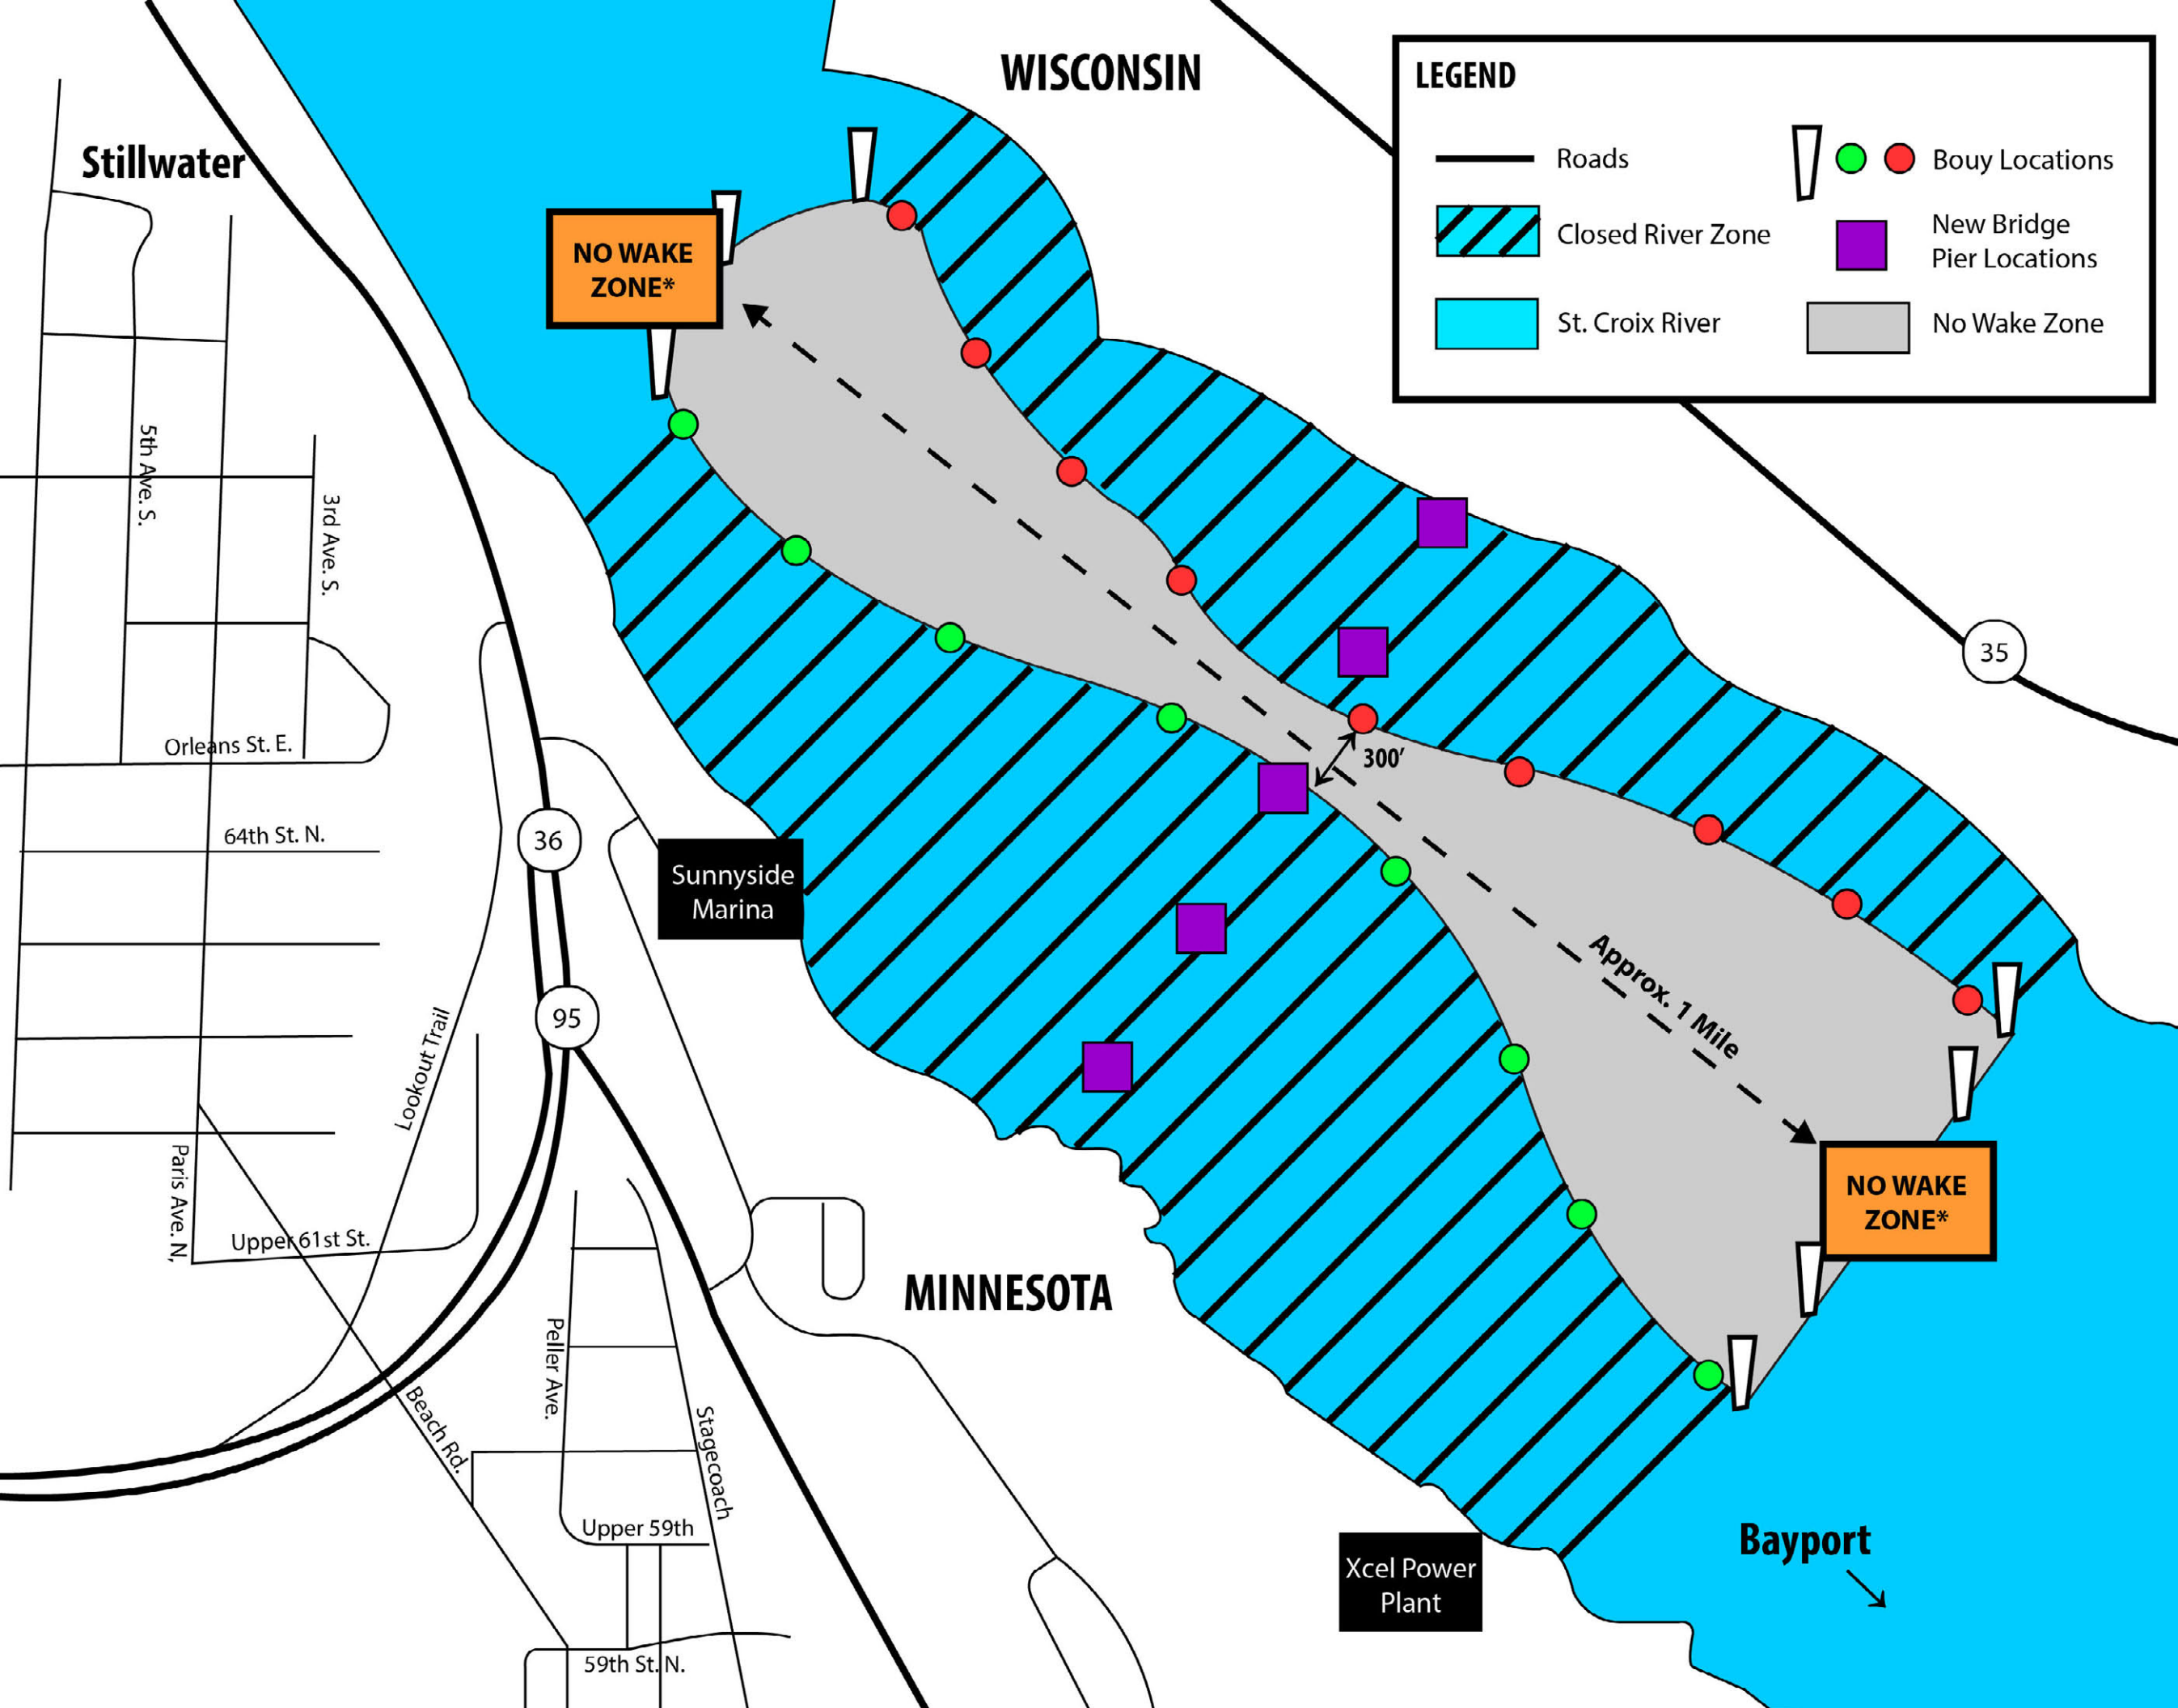 WISCONSIN
LEGEND
Roads
Closed River Zone
St. Croix River
Bouy Locations
New Bridge
Pier Locations
No Wake Zone
Stillwater
NO WAKE
ZONE*
5th Ave. S.
3rd Ave. S.
35
Orleans St. E.
300'
64th St. N.
36
Sunnyside
Marina
95
Approx. 1 Mile
Lookout Trail
Paris Ave. N.
Upper 61st St.
NO WAKE
ZONE*
MINNESOTA
Peller Ave.
Beach Rd.
Stagecoach
Upper 59th
Xcel Power
Plant
Bayport
59th St. N.